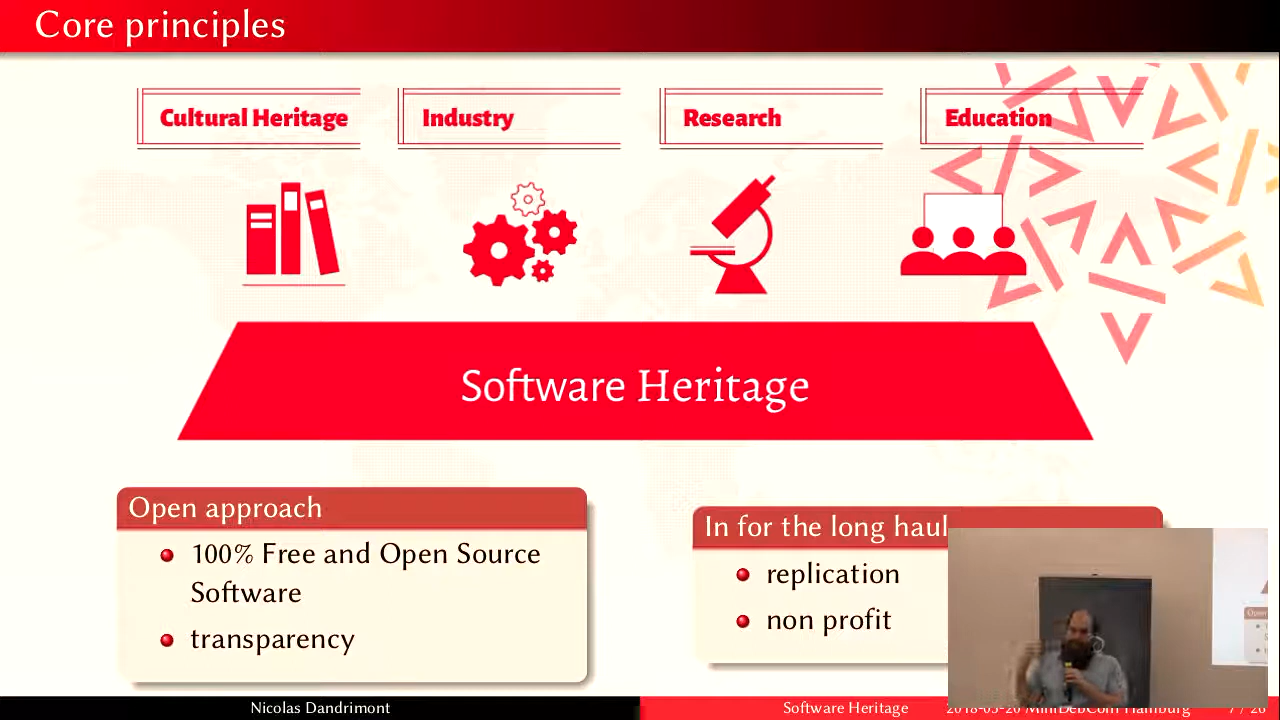 Core principles
Cultural Heritage
Industry
Research
Education
Software Heritage
Open approach
100% Free and Open Source
Software
transparency
In for the long haul
replication
non profit
Nicolas Dandrimont
Software Heritage
Hamburg